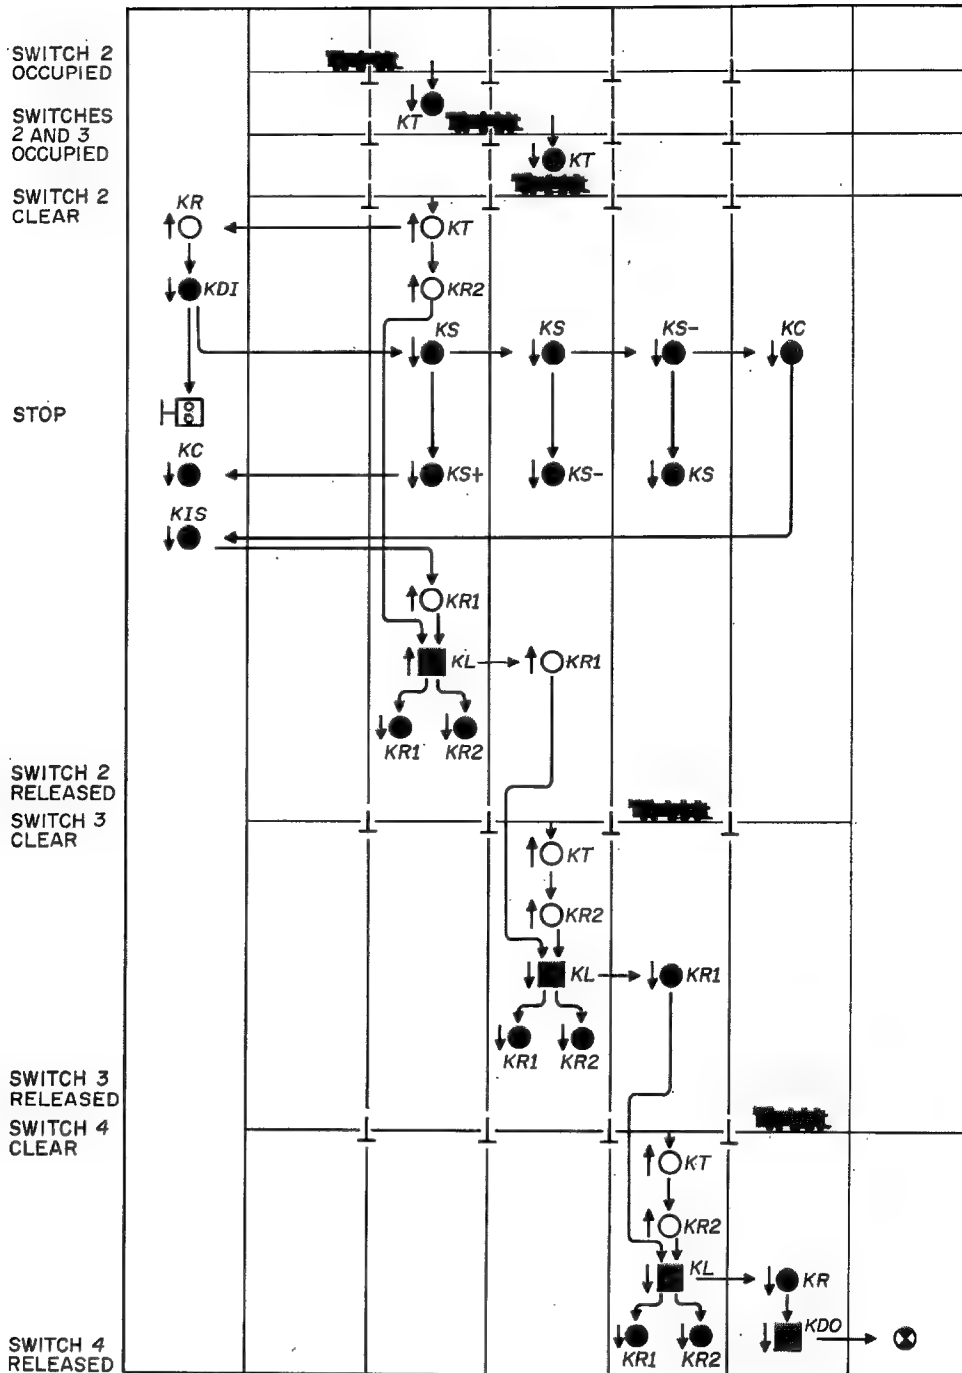 SWITCH 2
OCCUPIED
KT
SWITCHES
2 AND 3
OCCUPIED
KT
SWITCH 2
CLEAR
KR
KT
KDI
KR2
KS
KS
KS-
KC
STOP
KC
KS+
KS-
KS
KIS
KR1
KL
KR1
KR1
KR2
SWITCH 2
RELEASED
SWITCH 3
CLEAR
KT
KR2
KL
KR1
KR1
KR2
SWITCH 3
RELEASED
SWITCH 4
CLEAR
KT
KR2
KL
KR
KDO
KR1
KR2
SWITCH 4
RELEASED